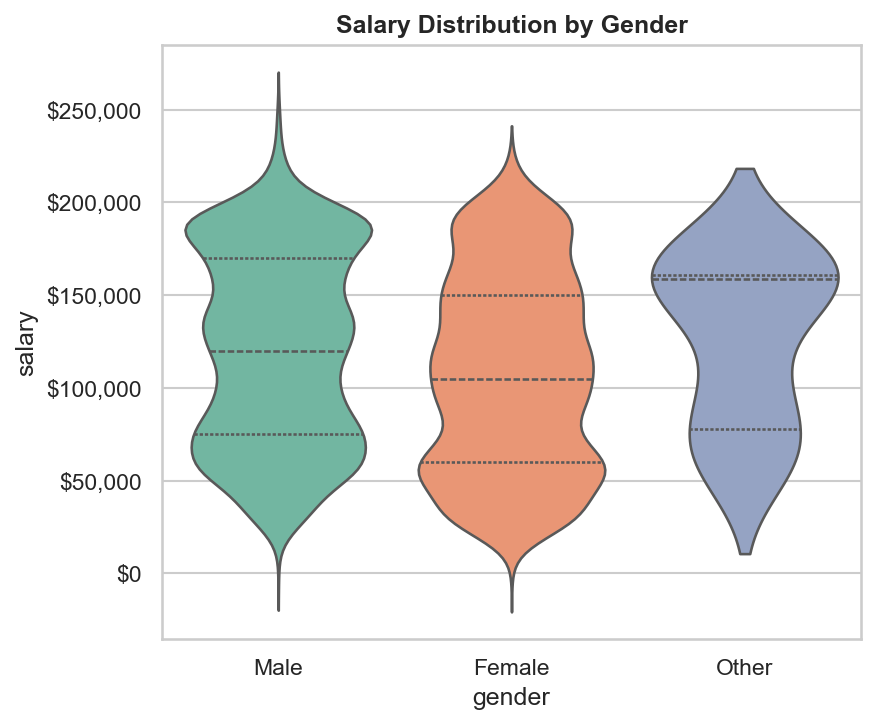 Salary Distribution by Gender
$250,000
$200,000
$150,000
$100,000
$50,000
$0
salary
Male Female Other
gender